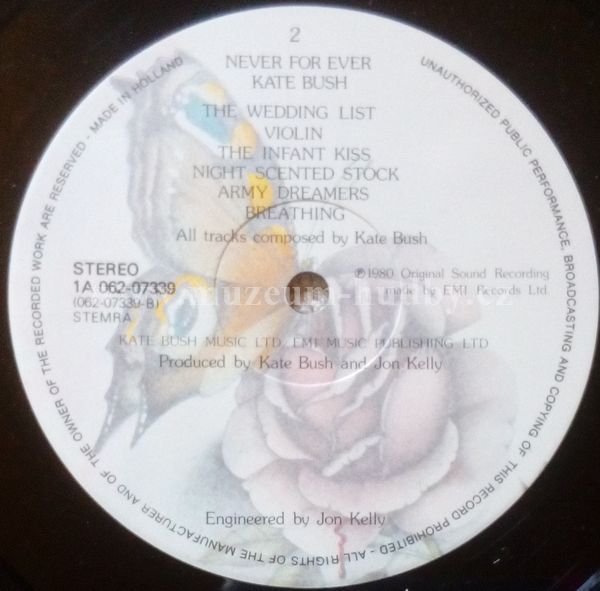 2
NEVER FOR EVER
KATE BUSH
THE WEDDING LIST
VIOLIN
THE INFANT KISS
NIGHT SCENTED STOCK
ARMY DREAMERS
BREATHING
All tracks composed by Kate Bush
STEREO
1A 062-07339
(062-07339-B)
STEMRA
℗1980 Original Sound Recording
made by EMI Records Ltd.
muzeum-hudby.cz
KATE BUSH MUSIC LTD/EMI MUSIC PUBLISHING LTD
Produced by Kate Bush and Jon Kelly
Engineered by Jon Kelly
UNAUTHORIZED PUBLIC PERFORMANCE, BROADCASTING AND COPYING OF THIS RECORD PROHIBITED - ALL RIGHTS OF THE MANUFACTURER AND OF THE OWNER OF THE RECORDED WORK ARE RESERVED - MADE IN HOLLAND